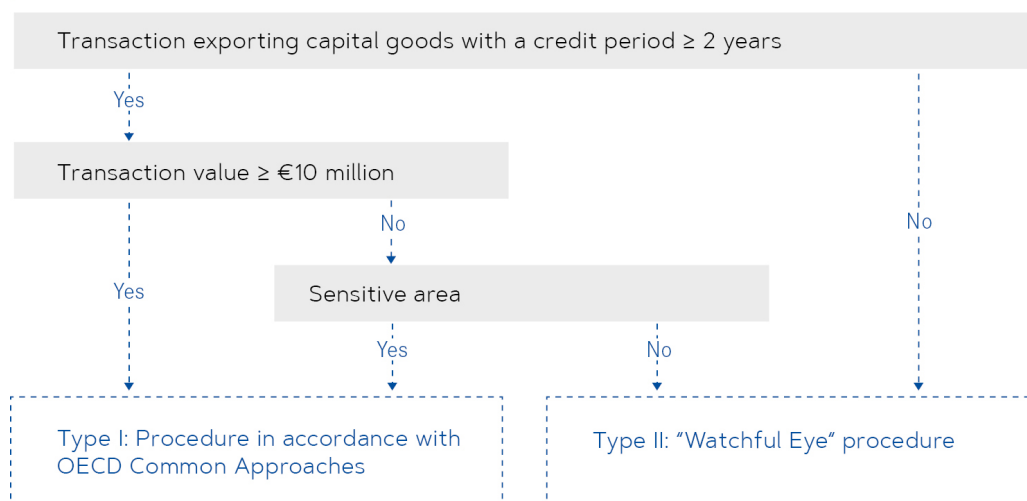 Transaction exporting capital goods with a credit period ≥ 2 years
Yes
Transaction value ≥ €10 million
No
No
Yes
Sensitive area
Yes
No
Type I: Procedure in accordance with
OECD Common Approaches
Type II: “Watchful Eye“ procedure